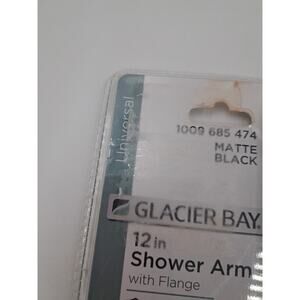 Universal
1009 685 474
MATTE
BLACK
GLACIER BAY.
12 in
Shower Arm
with Flange